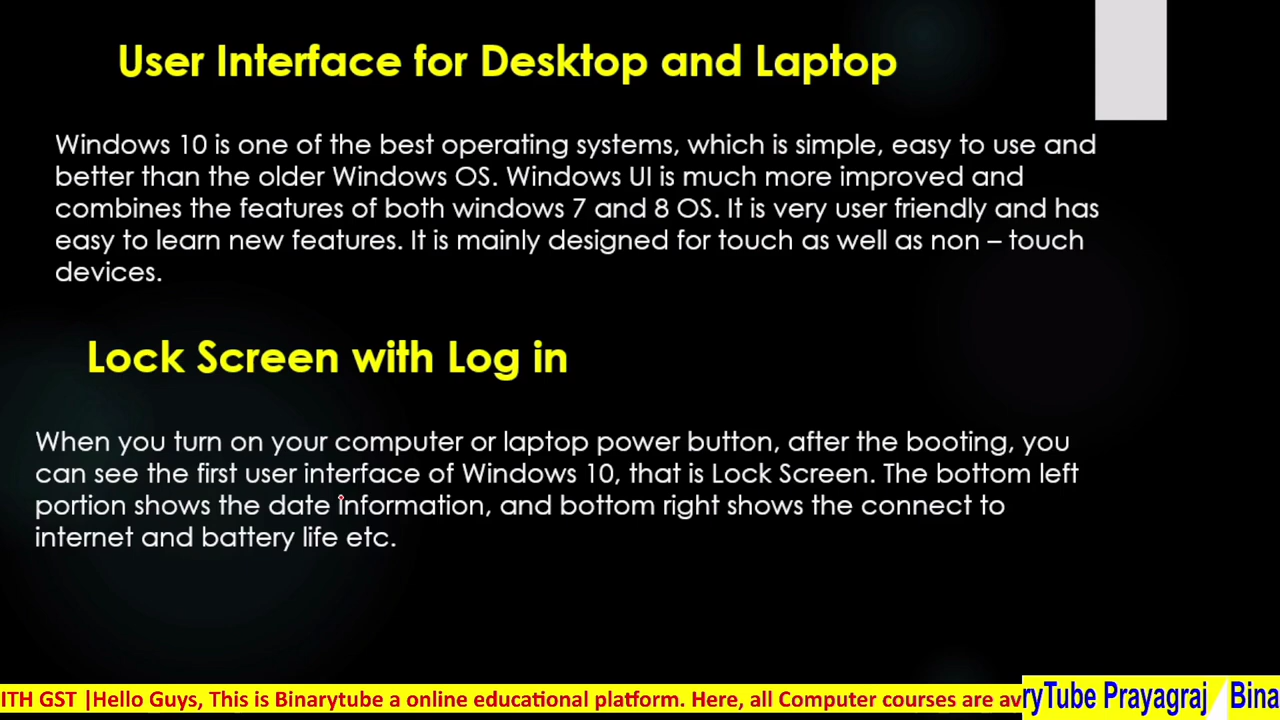 User Interface for Desktop and Laptop
Windows 10 is one of the best operating systems, which is simple, easy to use and
better than the older Windows OS. Windows UI is much more improved and
combines the features of both windows 7 and 8 OS. It is very user friendly and has
easy to learn new features. It is mainly designed for touch as well as non – touch
devices.
Lock Screen with Log in
When you turn on your computer or laptop power button, after the booting, you
can see the first user interface of Windows 10, that is Lock Screen. The bottom left
portion shows the date information, and bottom right shows the connect to
internet and battery life etc.
ITH GST |Hello Guys, This is Binarytube a online educational platform. Here, all Computer courses are av
ryTube Prayagraj Bina